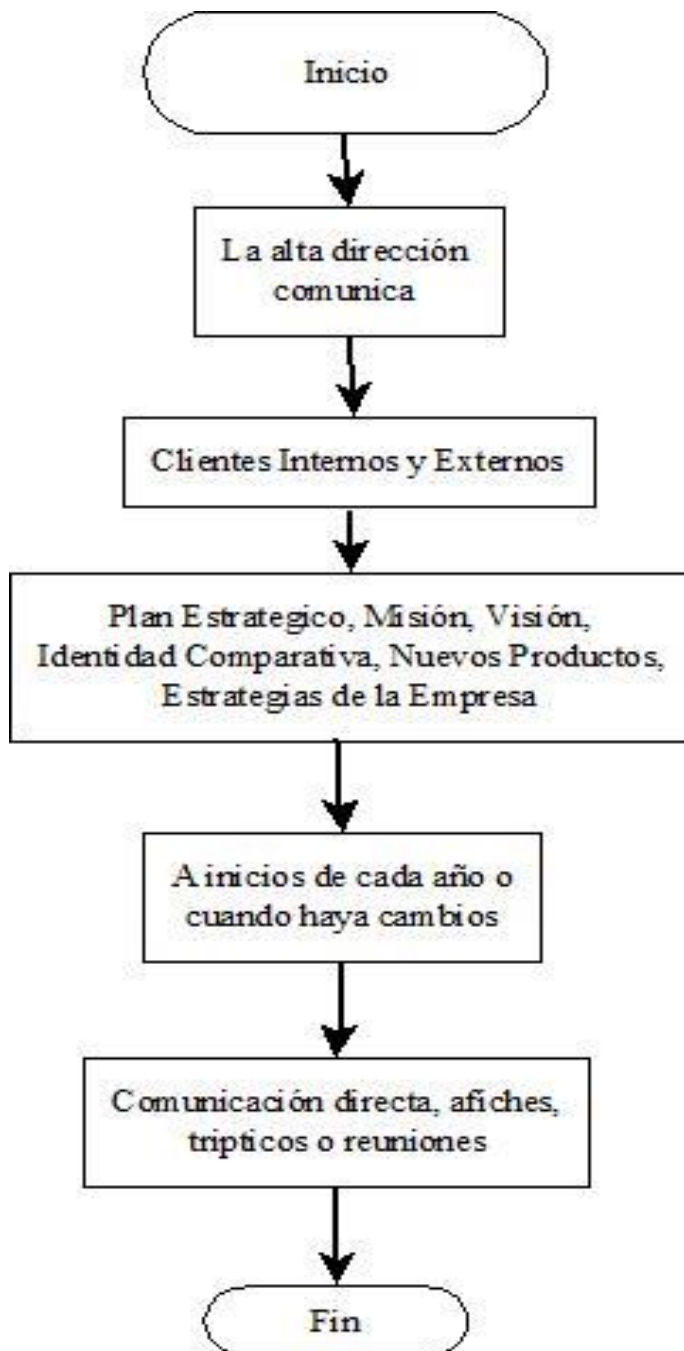 Inicio
La alta dirección
comunica
Clientes Internos y Externos
Plan Estrategico, Misión, Visión,
Identidad Comparativa, Nuevos Productos,
Estrategias de la Empresa
A inicios de cada año o
cuando haya cambios
Comunicación directa, afiches,
tripticos o reuniones
Fin